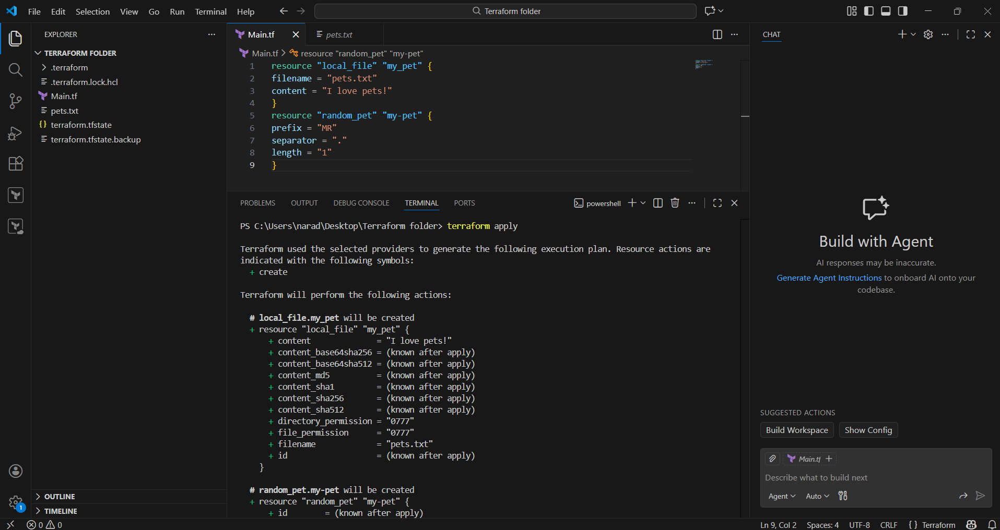 File Edit Selection View Go Run Terminal Help
Terraform folder
EXPLORER
TERRAFORM FOLDER
.terraform
.terraform.lock.hcl
Main.tf
pets.txt
terraform.tfstate
terraform.tfstate.backup
OUTLINE
TIMELINE
Main.tf
pets.txt
Main.tf > resource "random_pet" "my-pet"
1 resource "local_file" "my_pet" {
2 filename = "pets.txt"
3 content = "I love pets!"
4 }
5 resource "random_pet" "my-pet" {
6 prefix = "MR"
7 separator = "."
8 length = "1"
9 }
PROBLEMS OUTPUT DEBUG CONSOLE TERMINAL PORTS
powershell
PS C:\Users\narad\Desktop\Terraform folder> terraform apply
Terraform used the selected providers to generate the following execution plan. Resource actions are
indicated with the following symbols:
+ create
Terraform will perform the following actions:
# local_file.my_pet will be created
+ resource "local_file" "my_pet" {
+ content = "I love pets!"
+ content_base64sha256 = (known after apply)
+ content_base64sha512 = (known after apply)
+ content_md5 = (known after apply)
+ content_sha1 = (known after apply)
+ content_sha256 = (known after apply)
+ content_sha512 = (known after apply)
+ directory_permission = "0777"
+ file_permission = "0777"
+ filename = "pets.txt"
+ id = (known after apply)
}
# random_pet.my-pet will be created
+ resource "random_pet" "my-pet" {
+ id = (known after apply)
CHAT
Build with Agent
AI responses may be inaccurate.
Generate Agent Instructions to onboard AI onto your
codebase.
SUGGESTED ACTIONS
Build Workspace Show Config
Main.tf
Describe what to build next
Agent Auto
1
0 0
Ln 9, Col 2 Spaces: 4 UTF-8 CRLF {} Terraform